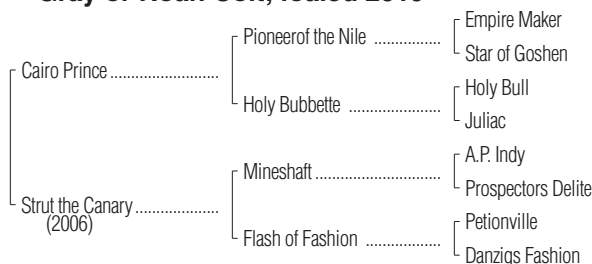 Gray or Roan Colt, foaled
Empire Maker
Pioneerof the Nile ................
Star of Goshen
Cairo Prince ..........................
Holy Bull
Holy Bubbette ......................
Juliac
A.P. Indy
Mineshaft ..............................
Prospectors Delite
Strut the Canary ....................
(2006)
Petionville
Flash of Fashion ..................
Danzigs Fashion